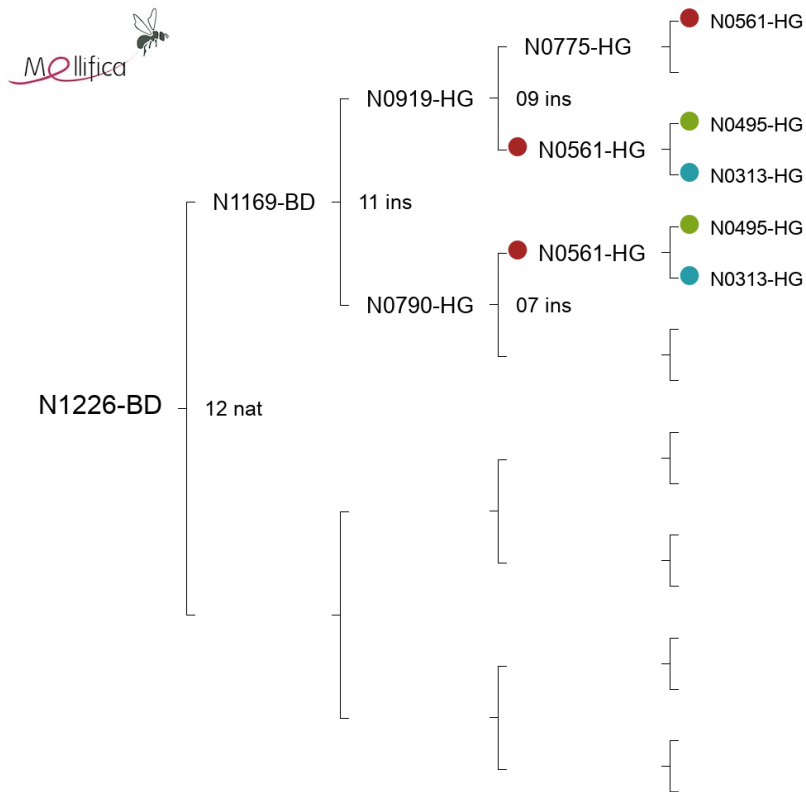 Mellifica
N0561-HG
N0775-HG
N0919-HG
09 ins
N0495-HG
N0561-HG
N0313-HG
N1169-BD
11 ins
N0495-HG
N0561-HG
N0313-HG
N0790-HG
07 ins
N1226-BD
12 nat